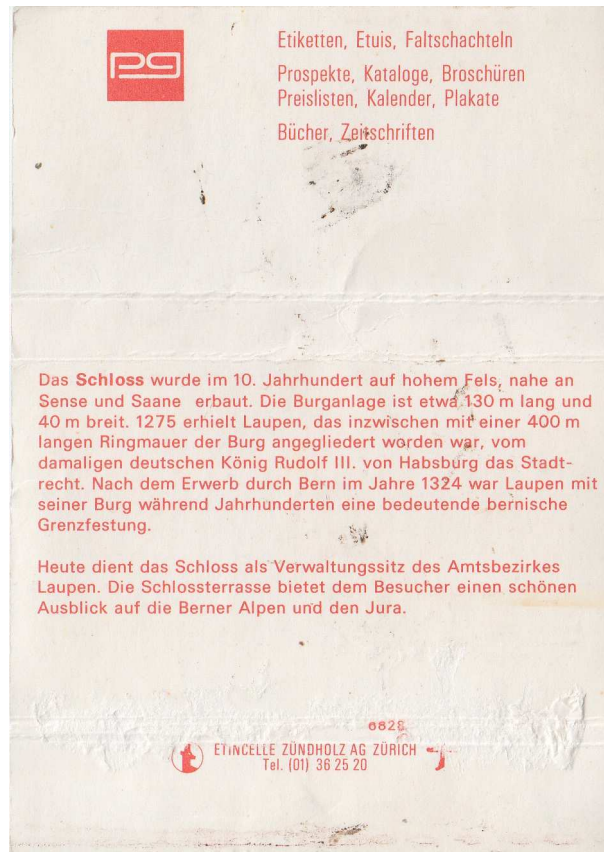 pg
Etiketten, Etuis, Faltschachteln
Prospekte, Kataloge, Broschüren
Preislisten, Kalender, Plakate
Bücher, Zeitschriften
Das Schloss wurde im 10. Jahrhundert auf hohem Fels, nahe an
Sense und Saane erbaut. Die Burganlage ist etwa 130 m lang und
40 m breit. 1275 erhielt Laupen, das inzwischen mit einer 400 m
langen Ringmauer der Burg angegliedert worden war, vom
damaligen deutschen König Rudolf III. von Habsburg das Stadt-
recht. Nach dem Erwerb durch Bern im Jahre 1324 war Laupen mit
seiner Burg während Jahrhunderten eine bedeutende bernische
Grenzfestung.
Heute dient das Schloss als Verwaltungssitz des Amtsbezirkes
Laupen. Die Schlossterrasse bietet dem Besucher einen schönen
Ausblick auf die Berner Alpen und den Jura.
6829
ETINCELLE ZÜNDHOLZ AG ZÜRICH
Tel. (01) 36 25 20